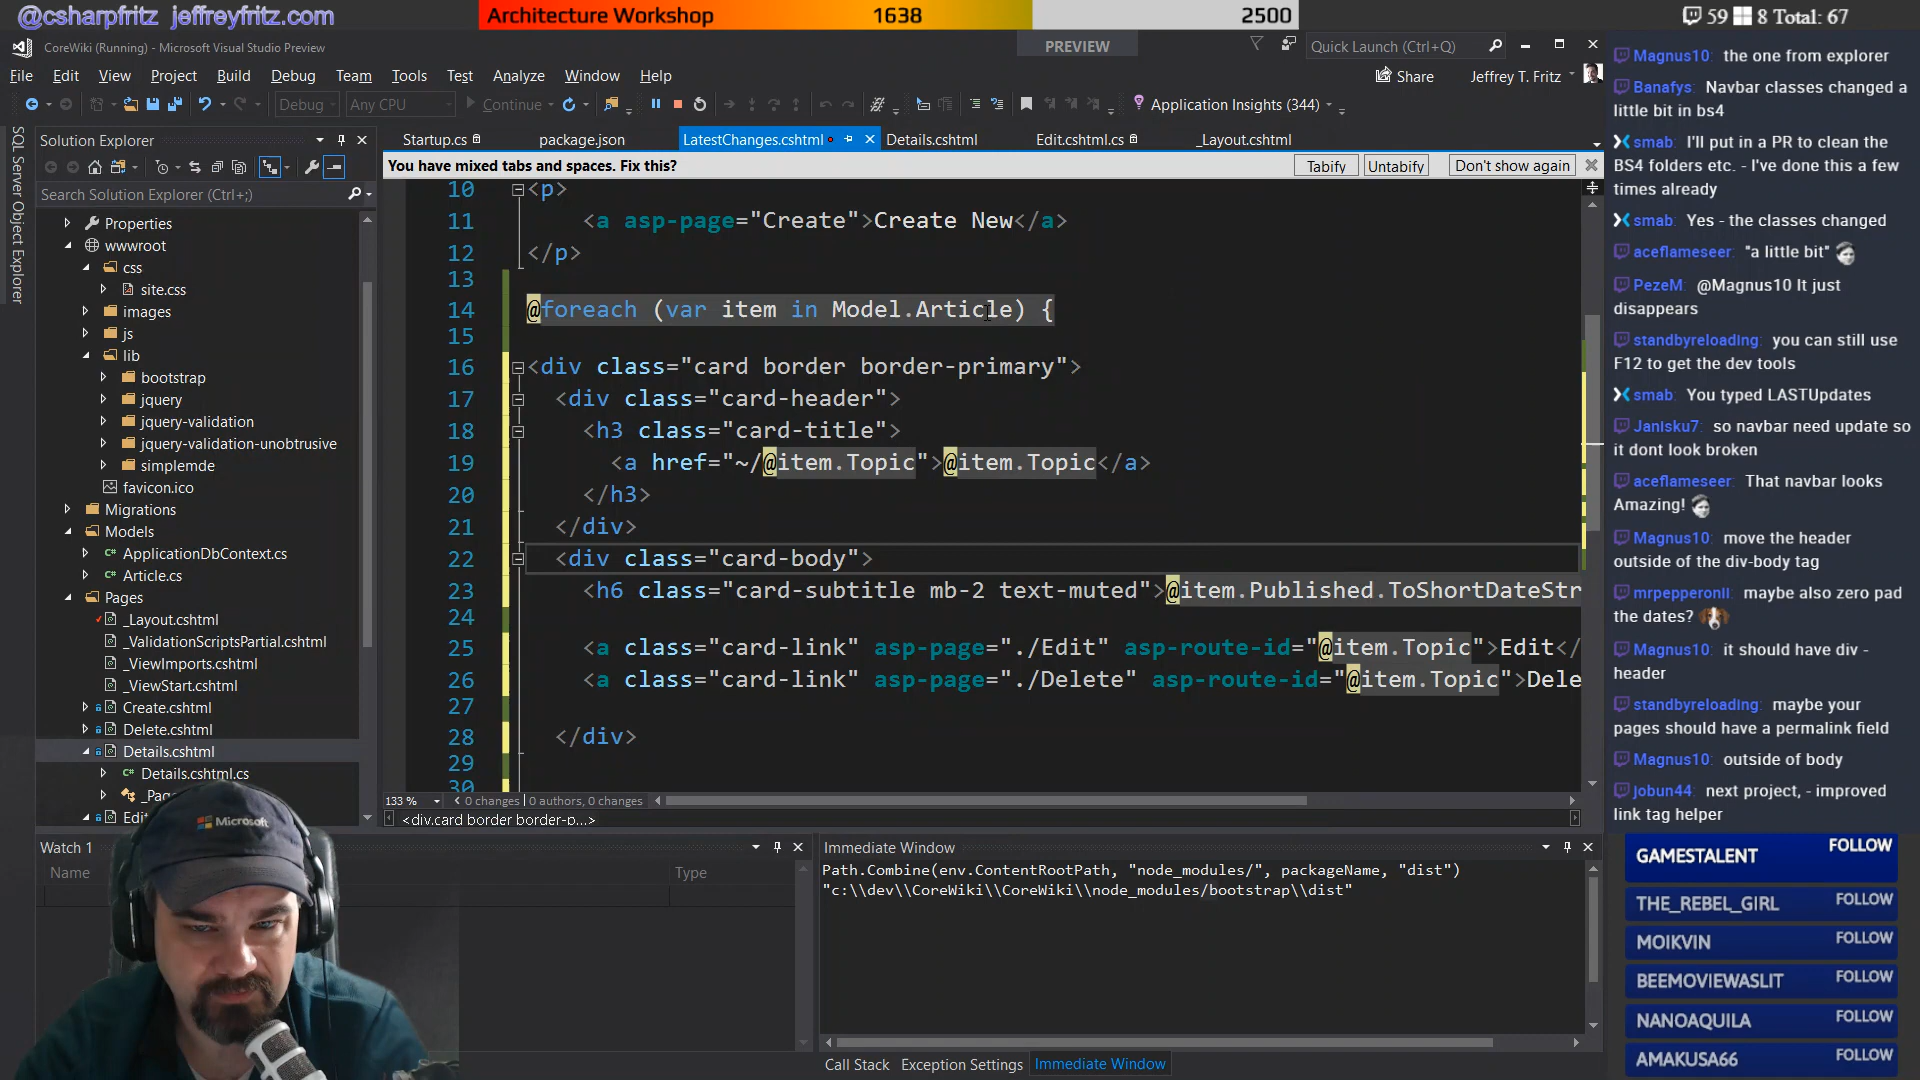 @csharpfritz jeffreyfritz.com
Architecture Workshop 1638 2500
59 8 Total: 67
CoreWiki (Running) - Microsoft Visual Studio Preview
PREVIEW
Quick Launch (Ctrl+Q)
File Edit View Project Build Debug Team Tools Test Analyze Window Help
Share Jeffrey T. Fritz
Debug Any CPU Continue Application Insights (344)
SQL Server Object Explorer
Solution Explorer
Search Solution Explorer (Ctrl+;)
Properties
wwwroot
css
site.css
images
js
lib
bootstrap
jquery
jquery-validation
jquery-validation-unobtrusive
simplemde
favicon.ico
Migrations
Models
ApplicationDbContext.cs
Article.cs
Pages
_Layout.cshtml
_ValidationScriptsPartial.cshtml
_ViewImports.cshtml
_ViewStart.cshtml
Create.cshtml
Delete.cshtml
Details.cshtml
Details.cshtml.cs
Startup.cs package.json LatestChanges.cshtml Details.cshtml Edit.cshtml.cs _Layout.cshtml
You have mixed tabs and spaces. Fix this? Tabify Untabify Don't show again
10 <p>
11 <a asp-page="Create">Create New</a>
12 </p>
13
14 @foreach (var item in Model.Article) {
15
16 <div class="card border border-primary">
17 <div class="card-header">
18 <h3 class="card-title">
19 <a href="~/@item.Topic">@item.Topic</a>
20 </h3>
21 </div>
22 <div class="card-body">
23 <h6 class="card-subtitle mb-2 text-muted">@item.Published.ToShortDateStr
24
25 <a class="card-link" asp-page="./Edit" asp-route-id="@item.Topic">Edit</
26 <a class="card-link" asp-page="./Delete" asp-route-id="@item.Topic">Dele
27
28 </div>
29
30
133 % 0 changes | 0 authors, 0 changes
<div.card border border-p...>
Watch 1
Name Type
Immediate Window
Path.Combine(env.ContentRootPath, "node_modules/", packageName, "dist")
"c:\\dev\\CoreWiki\\CoreWiki\\node_modules/bootstrap\\dist"
Call Stack Exception Settings Immediate Window
Microsoft
Magnus10: the one from explorer
Banafys: Navbar classes changed a
little bit in bs4
smab: I'll put in a PR to clean the
BS4 folders etc. - I've done this a few
times already
smab: Yes - the classes changed
aceflameseer: "a little bit"
PezeM: @Magnus10 It just
disappears
standbyreloading: you can still use
F12 to get the dev tools
smab: You typed LASTUpdates
Janisku7: so navbar need update so
it dont look broken
aceflameseer: That navbar looks
Amazing!
Magnus10: move the header
outside of the div-body tag
mrpepperonii: maybe also zero pad
the dates?
Magnus10: it should have div -
header
standbyreloading: maybe your
pages should have a permalink field
Magnus10: outside of body
jobun44: next project, - improved
link tag helper
GAMESTALENT FOLLOW
THE_REBEL_GIRL FOLLOW
MOIKVIN FOLLOW
BEEMOVIEWASLIT FOLLOW
NANOAQUILA FOLLOW
AMAKUSA66 FOLLOW